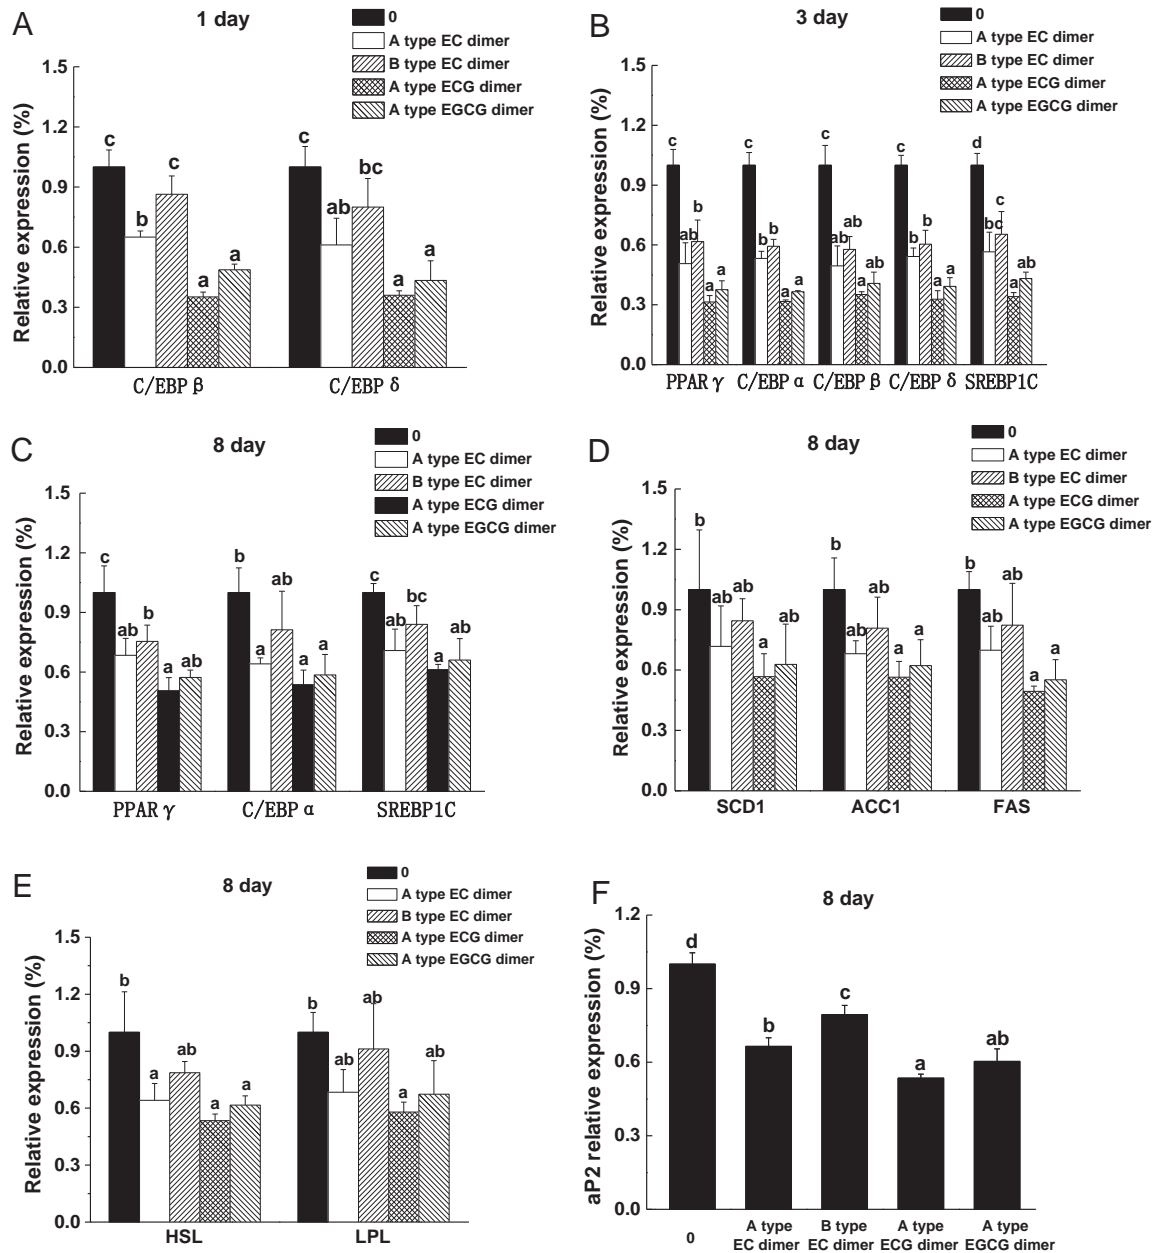 A
1 day
0
A type EC dimer
B type EC dimer
A type ECG dimer
A type EGCG dimer
Relative expression (%)
1.5
1.2
0.9
0.6
0.3
0.0
c
b
c
a
a
c
ab
bc
a
a
C/EBP β
C/EBP δ
B
3 day
0
A type EC dimer
B type EC dimer
A type ECG dimer
A type EGCG dimer
Relative expression (%)
1.5
1.2
0.9
0.6
0.3
0.0
c
ab
b
a
a
c
b
b
a
a
c
ab
ab
a
ab
c
b
b
a
a
d
bc
c
a
ab
PPAR γ
C/EBP α
C/EBP β
C/EBP δ
SREBP1C
C
8 day
0
A type EC dimer
B type EC dimer
A type ECG dimer
A type EGCG dimer
Relative expression (%)
1.5
1.2
0.9
0.6
0.3
0.0
c
ab
b
a
ab
b
a
ab
a
a
c
ab
bc
a
ab
PPAR γ
C/EBP α
SREBP1C
D
8 day
0
A type EC dimer
B type EC dimer
A type ECG dimer
A type EGCG dimer
Relative expression (%)
1.5
1.2
0.9
0.6
0.3
0.0
b
ab
ab
a
ab
b
ab
ab
a
a
b
ab
ab
a
a
SCD1
ACC1
FAS
E
8 day
0
A type EC dimer
B type EC dimer
A type ECG dimer
A type EGCG dimer
Relative expression (%)
1.5
1.2
0.9
0.6
0.3
0.0
b
a
ab
a
a
b
ab
ab
a
ab
HSL
LPL
F
8 day
aP2 relative expression (%)
1.2
0.9
0.6
0.3
0.0
d
b
c
a
ab
0
A type
EC dimer
B type
EC dimer
A type
ECG dimer
A type
EGCG dimer